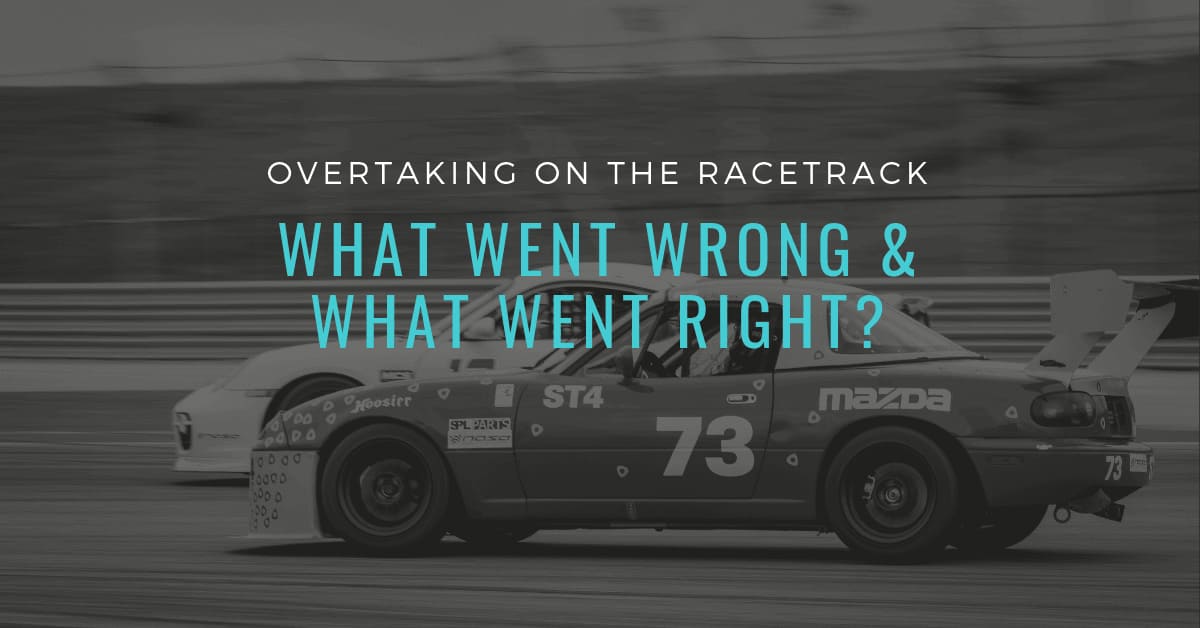 OVERTAKING ON THE RACETRACK
WHAT WENT WRONG &
WHAT WENT RIGHT?
Hoosier
ST4
mazda
SPL PARTS
nasa
73
73